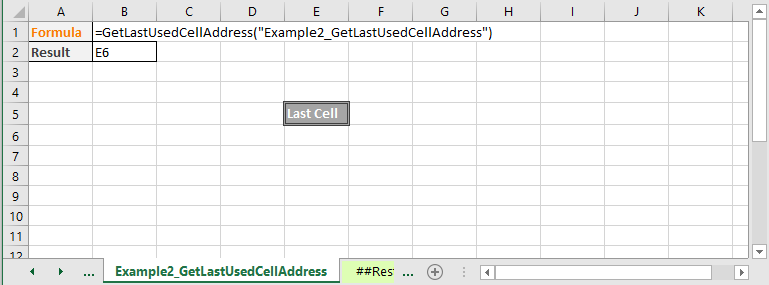 A B C D E F G H I J K
1 Formula =GetLastUsedCellAddress("Example2_GetLastUsedCellAddress")
2 Result E6
3
4
5 Last Cell
6
7
8
9
10
11
12
... Example2_GetLastUsedCellAddress ##Res ...